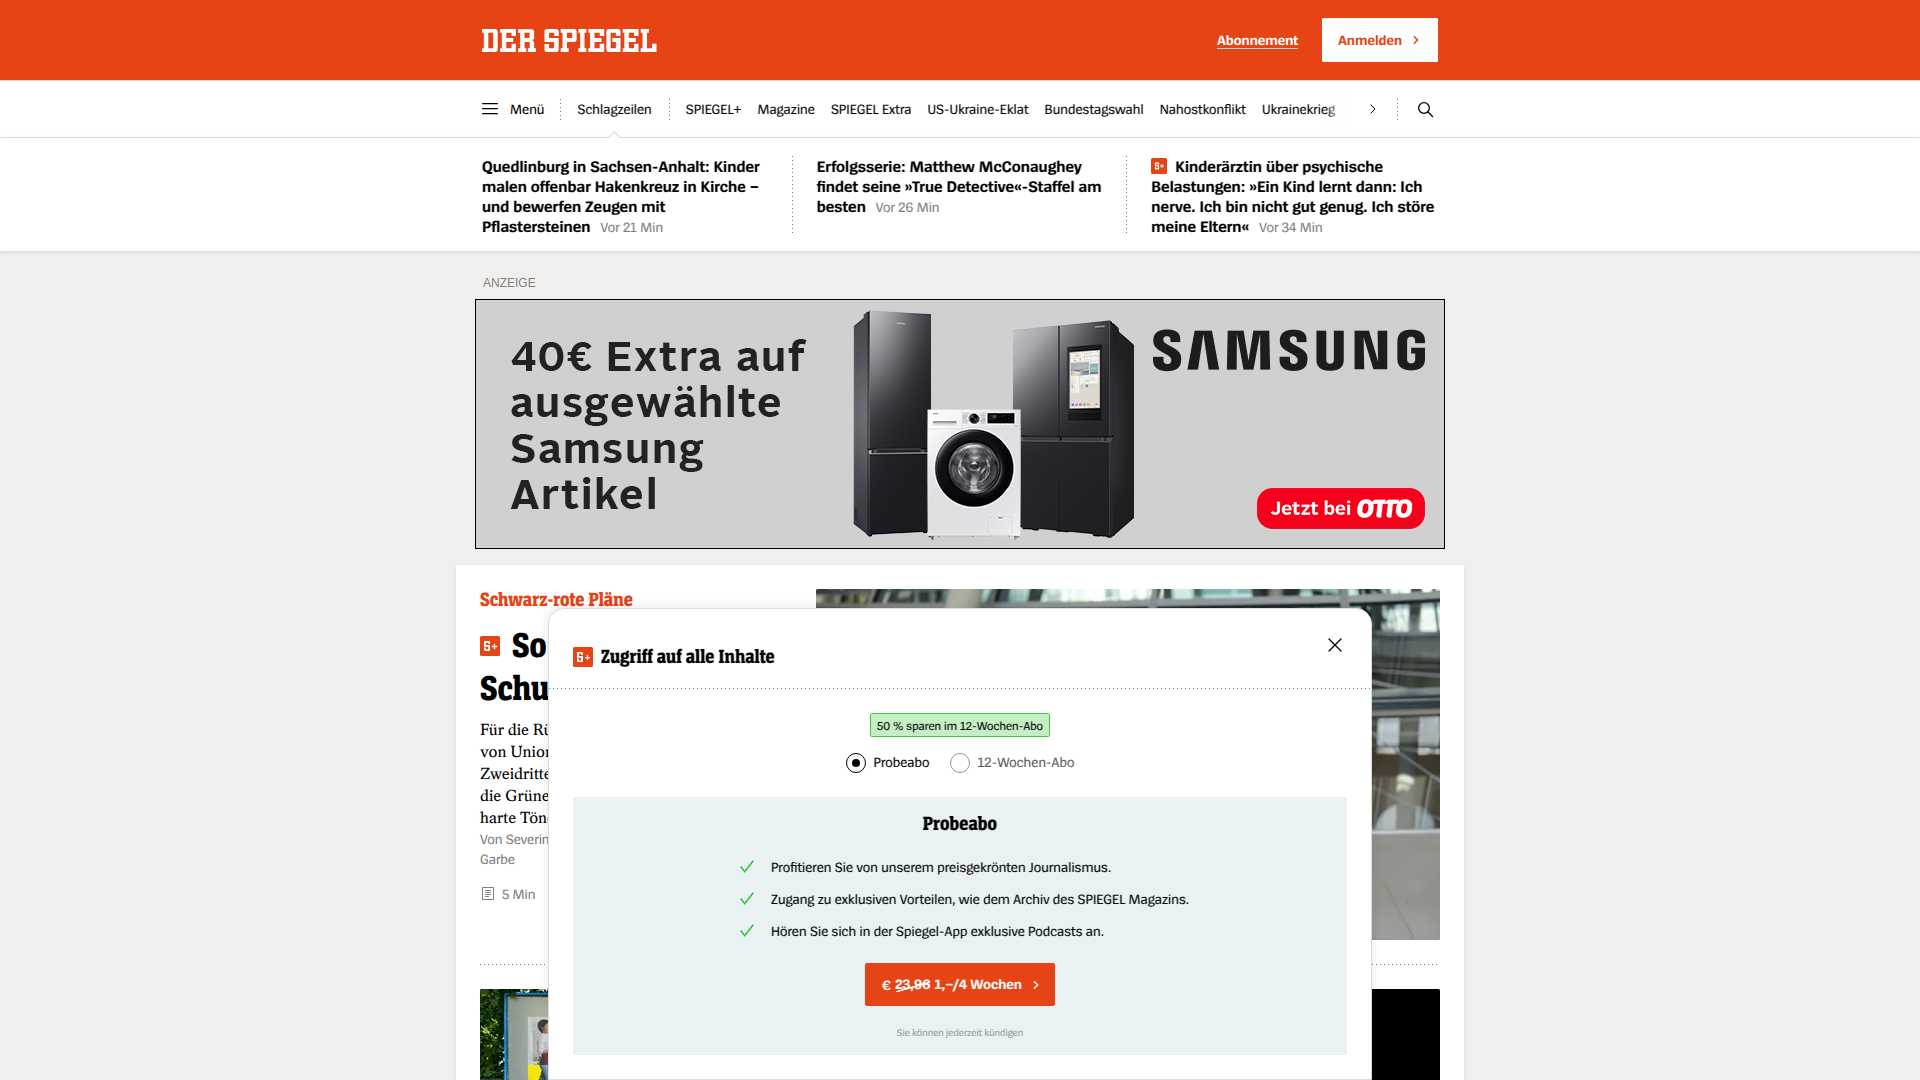 DER SPIEGEL
Abonnement
Anmelden
Menü
Schlagzeilen
SPIEGEL+
Magazine
SPIEGEL Extra
US-Ukraine-Eklat
Bundestagswahl
Nahostkonflikt
Ukrainekrieg
Quedlinburg in Sachsen-Anhalt: Kinder
malen offenbar Hakenkreuz in Kirche –
und bewerfen Zeugen mit
Pflastersteinen Vor 21 Min
Erfolgsserie: Matthew McConaughey
findet seine »True Detective«-Staffel am
besten Vor 26 Min
S+ Kinderärztin über psychische
Belastungen: »Ein Kind lernt dann: Ich
nerve. Ich bin nicht gut genug. Ich störe
meine Eltern« Vor 34 Min
ANZEIGE
40€ Extra auf
ausgewählte
Samsung
Artikel
SAMSUNG
Jetzt bei OTTO
Schwarz-rote Pläne
S+ So
Schu
Für die Rü
von Union
Zweidritte
die Grüne
harte Tön
Von Severin
Garbe
5 Min
S+ Zugriff auf alle Inhalte
50 % sparen im 12-Wochen-Abo
Probeabo
12-Wochen-Abo
Probeabo
Profitieren Sie von unserem preisgekrönten Journalismus.
Zugang zu exklusiven Vorteilen, wie dem Archiv des SPIEGEL Magazins.
Hören Sie sich in der Spiegel-App exklusive Podcasts an.
€ 23,96 1,–/4 Wochen
Sie können jederzeit kündigen